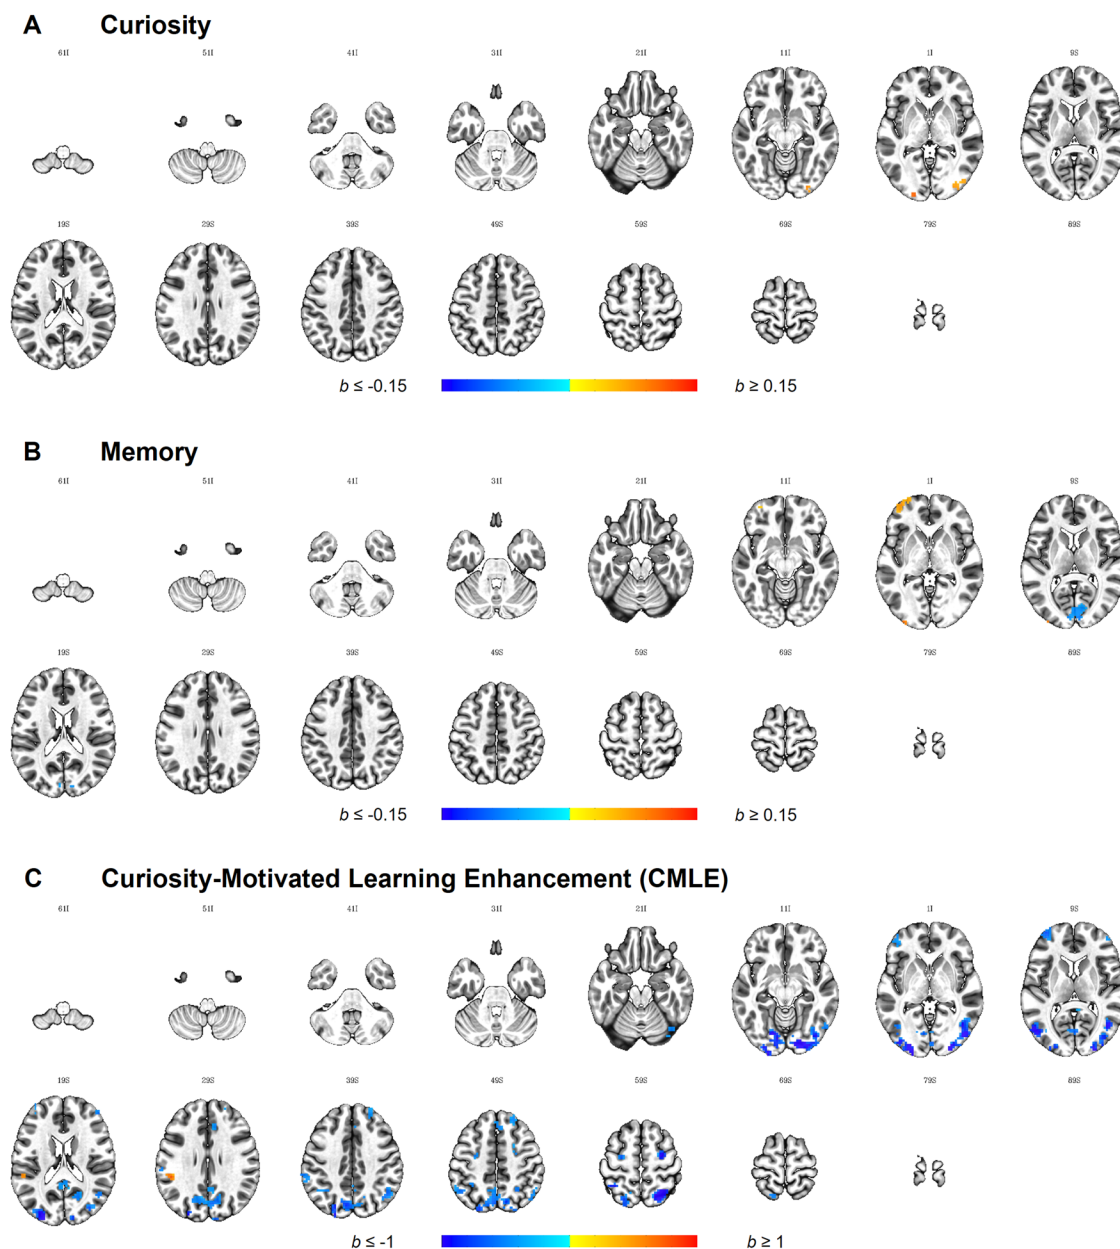 A Curiosity
61I 51I 41I 31I 21I 11I 1I 9S
19S 29S 39S 49S 59S 69S 79S 89S
b ≤ -0.15 b ≥ 0.15
B Memory
61I 51I 41I 31I 21I 11I 1I 9S
19S 29S 39S 49S 59S 69S 79S 89S
b ≤ -0.15 b ≥ 0.15
C Curiosity-Motivated Learning Enhancement (CMLE)
61I 51I 41I 31I 21I 11I 1I 9S
19S 29S 39S 49S 59S 69S 79S 89S
b ≤ -1 b ≥ 1